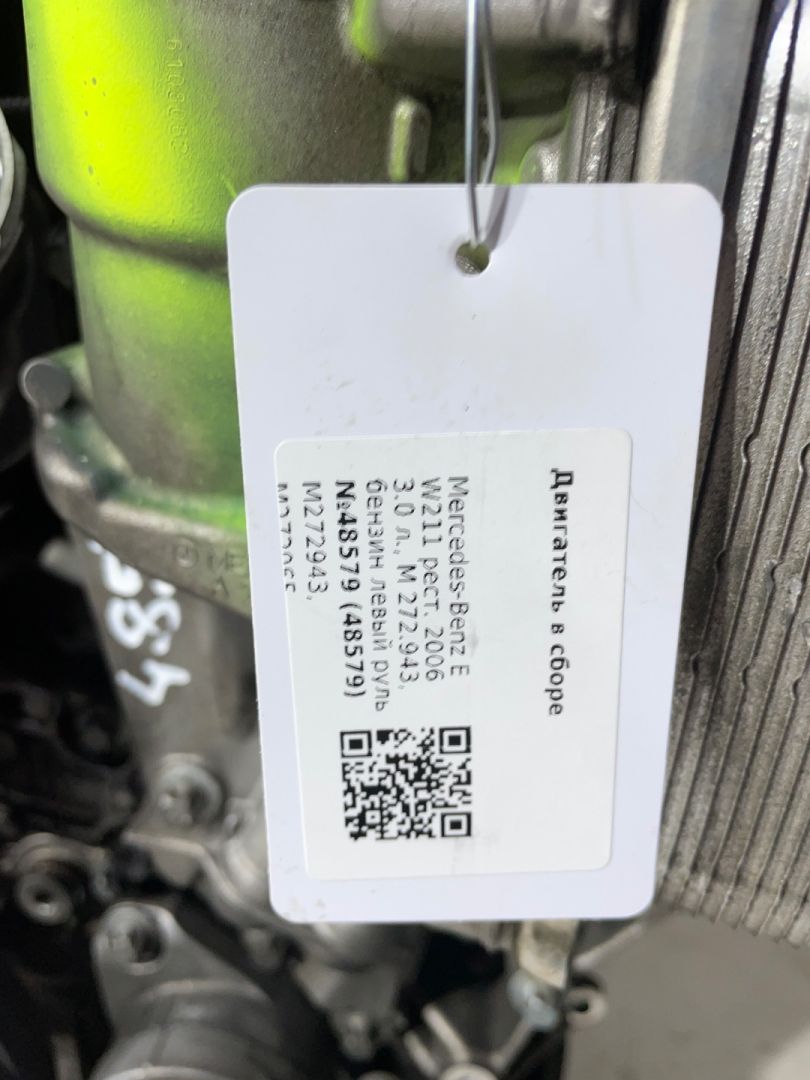 Двигатель в сборе
Mercedes-Benz E
W211 рест. 2006
3.0 л., M 272.943,
бензин левый руль
№48579 (48579)
M272943,